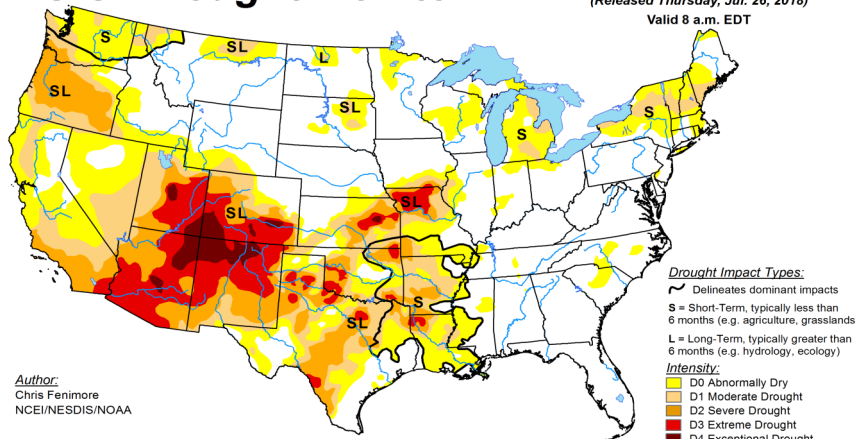 (Released Thursday, Jul. 26, 2018)
Valid 8 a.m. EDT
S
SL
L
SL
SL
S
S
SL
SL
S
SL
Drought Impact Types:
Delineates dominant impacts
S = Short-Term, typically less than
6 months (e.g. agriculture, grasslands
L = Long-Term, typically greater than
6 months (e.g. hydrology, ecology)
Intensity:
D0 Abnormally Dry
D1 Moderate Drought
D2 Severe Drought
D3 Extreme Drought
D4 Exceptional Drought
Author:
Chris Fenimore
NCEI/NESDIS/NOAA